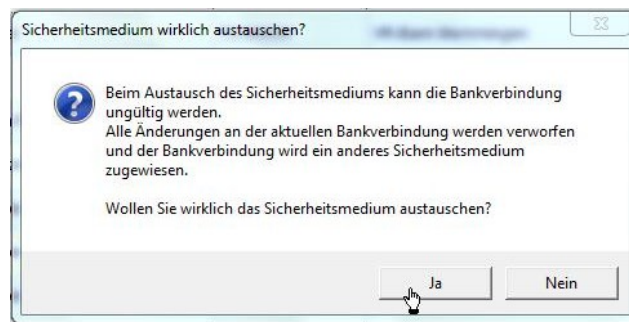 Sicherheitsmedium wirklich austauschen?
Beim Austausch des Sicherheitsmediums kann die Bankverbindung
ungültig werden.
Alle Änderungen an der aktuellen Bankverbindung werden verworfen
und der Bankverbindung wird ein anderes Sicherheitsmedium
zugewiesen.
Wollen Sie wirklich das Sicherheitsmedium austauschen?
Ja
Nein